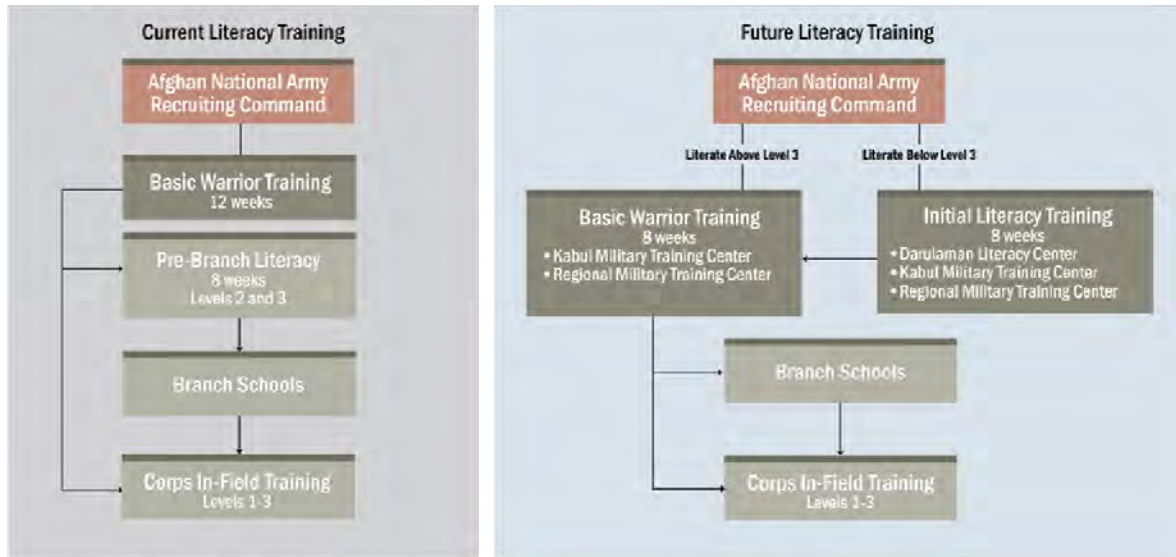 Current Literacy Training
Afghan National Army
Recruiting Command
Basic Warrior Training
12 weeks
Pre-Branch Literacy
8 weeks
Levels 2 and 3
Branch Schools
Corps In-Field Training
Levels 1-3
Future Literacy Training
Afghan National Army
Recruiting Command
Literate Above Level 3
Literate Below Level 3
Basic Warrior Training
8 weeks
• Kabul Military Training Center
• Regional Military Training Center
Initial Literacy Training
8 weeks
• Darulaman Literacy Center
• Kabul Military Training Center
• Regional Military Training Center
Branch Schools
Corps In-Field Training
Levels 1-3